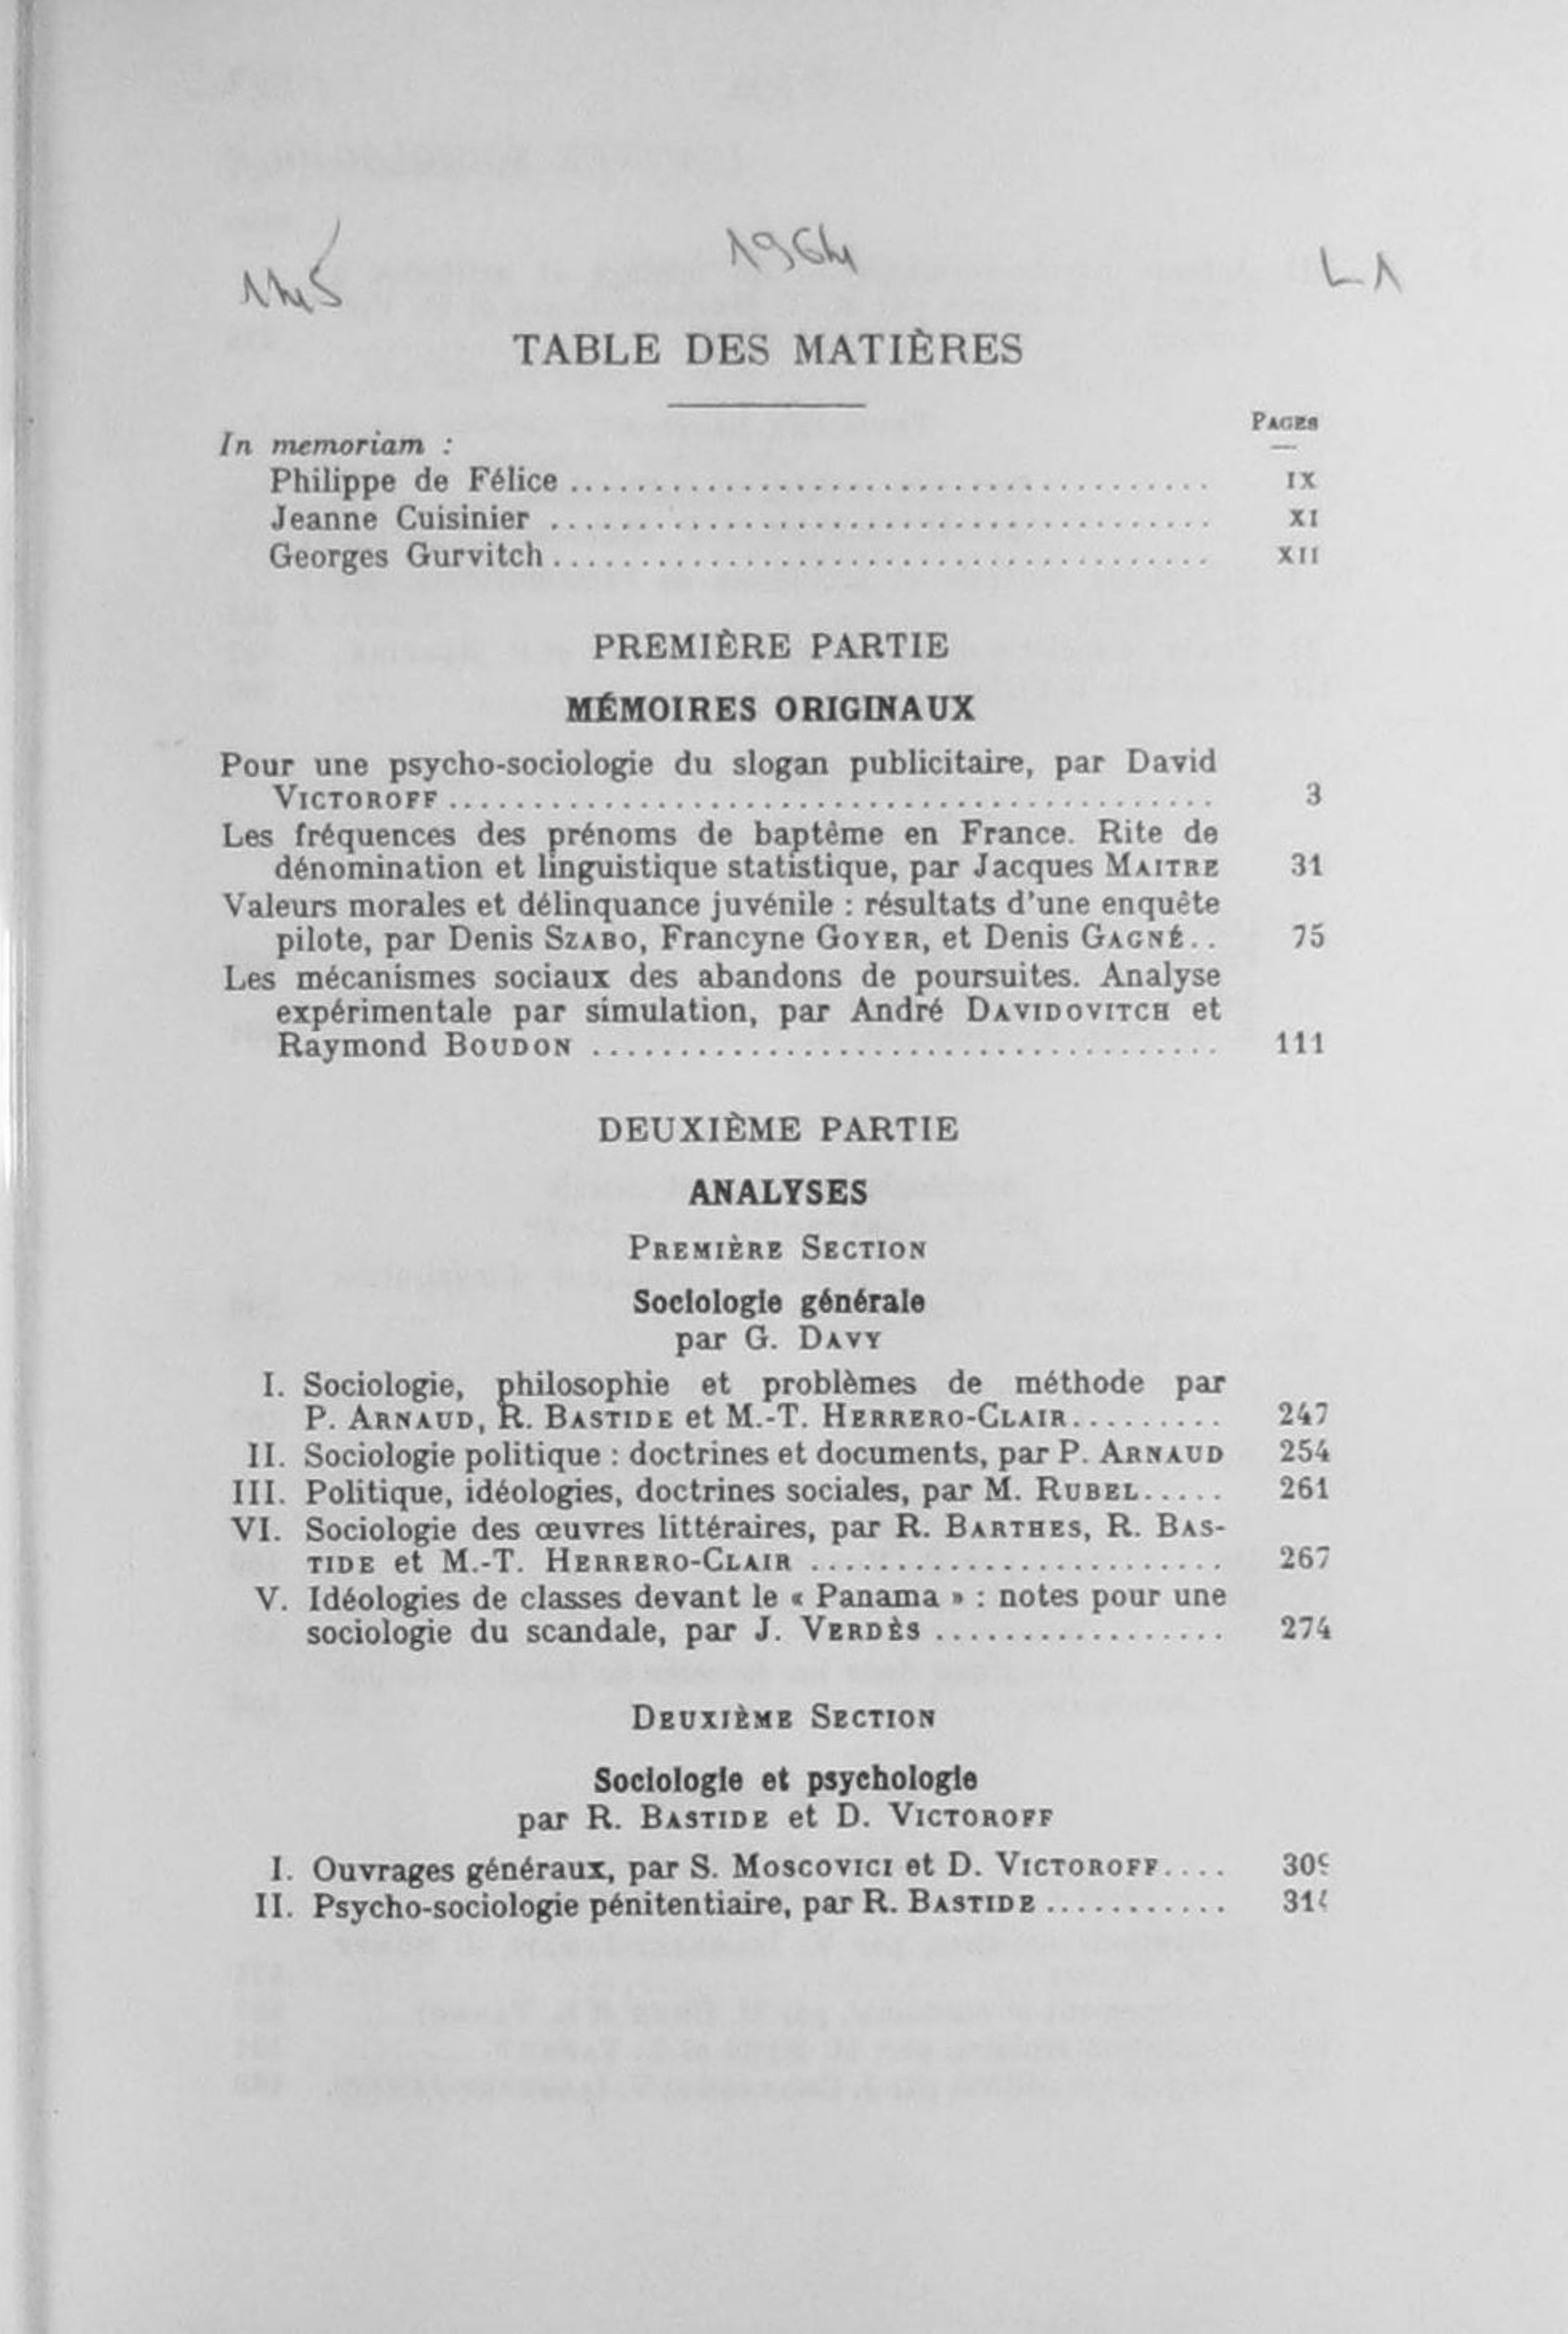 1964
L1
TABLE DES MATIÈRES
PAGES
In memoriam :
Philippe de Félice ..................................... IX
Jeanne Cuisinier ...................................... XI
Georges Gurvitch ...................................... XII
PREMIÈRE PARTIE
MÉMOIRES ORIGINAUX
Pour une psycho-sociologie du slogan publicitaire, par David
VICTOROFF ............................................. 3
Les fréquences des prénoms de baptême en France. Rite de
dénomination et linguistique statistique, par Jacques MAITRE 31
Valeurs morales et délinquance juvénile : résultats d'une enquête
pilote, par Denis SZABO, Francyne GOYER, et Denis GAGNÉ.. 75
Les mécanismes sociaux des abandons de poursuites. Analyse
expérimentale par simulation, par André DAVIDOVITCH et
Raymond BOUDON .................................... 111
DEUXIÈME PARTIE
ANALYSES
PREMIÈRE SECTION
Sociologie générale
par G. DAVY
I. Sociologie, philosophie et problèmes de méthode par
P. ARNAUD, R. BASTIDE et M.-T. HERRERO-CLAIR......... 247
II. Sociologie politique : doctrines et documents, par P. ARNAUD 254
III. Politique, idéologies, doctrines sociales, par M. RUBEL..... 261
VI. Sociologie des œuvres littéraires, par R. BARTHES, R. BAS-
TIDE et M.-T. HERRERO-CLAIR ........................ 267
V. Idéologies de classes devant le « Panama » : notes pour une
sociologie du scandale, par J. VERDÈS ................. 274
DEUXIÈME SECTION
Sociologie et psychologie
par R. BASTIDE et D. VICTOROFF
I. Ouvrages généraux, par S. MOSCOVICI et D. VICTOROFF.... 309
II. Psycho-sociologie pénitentiaire, par R. BASTIDE ........... 314